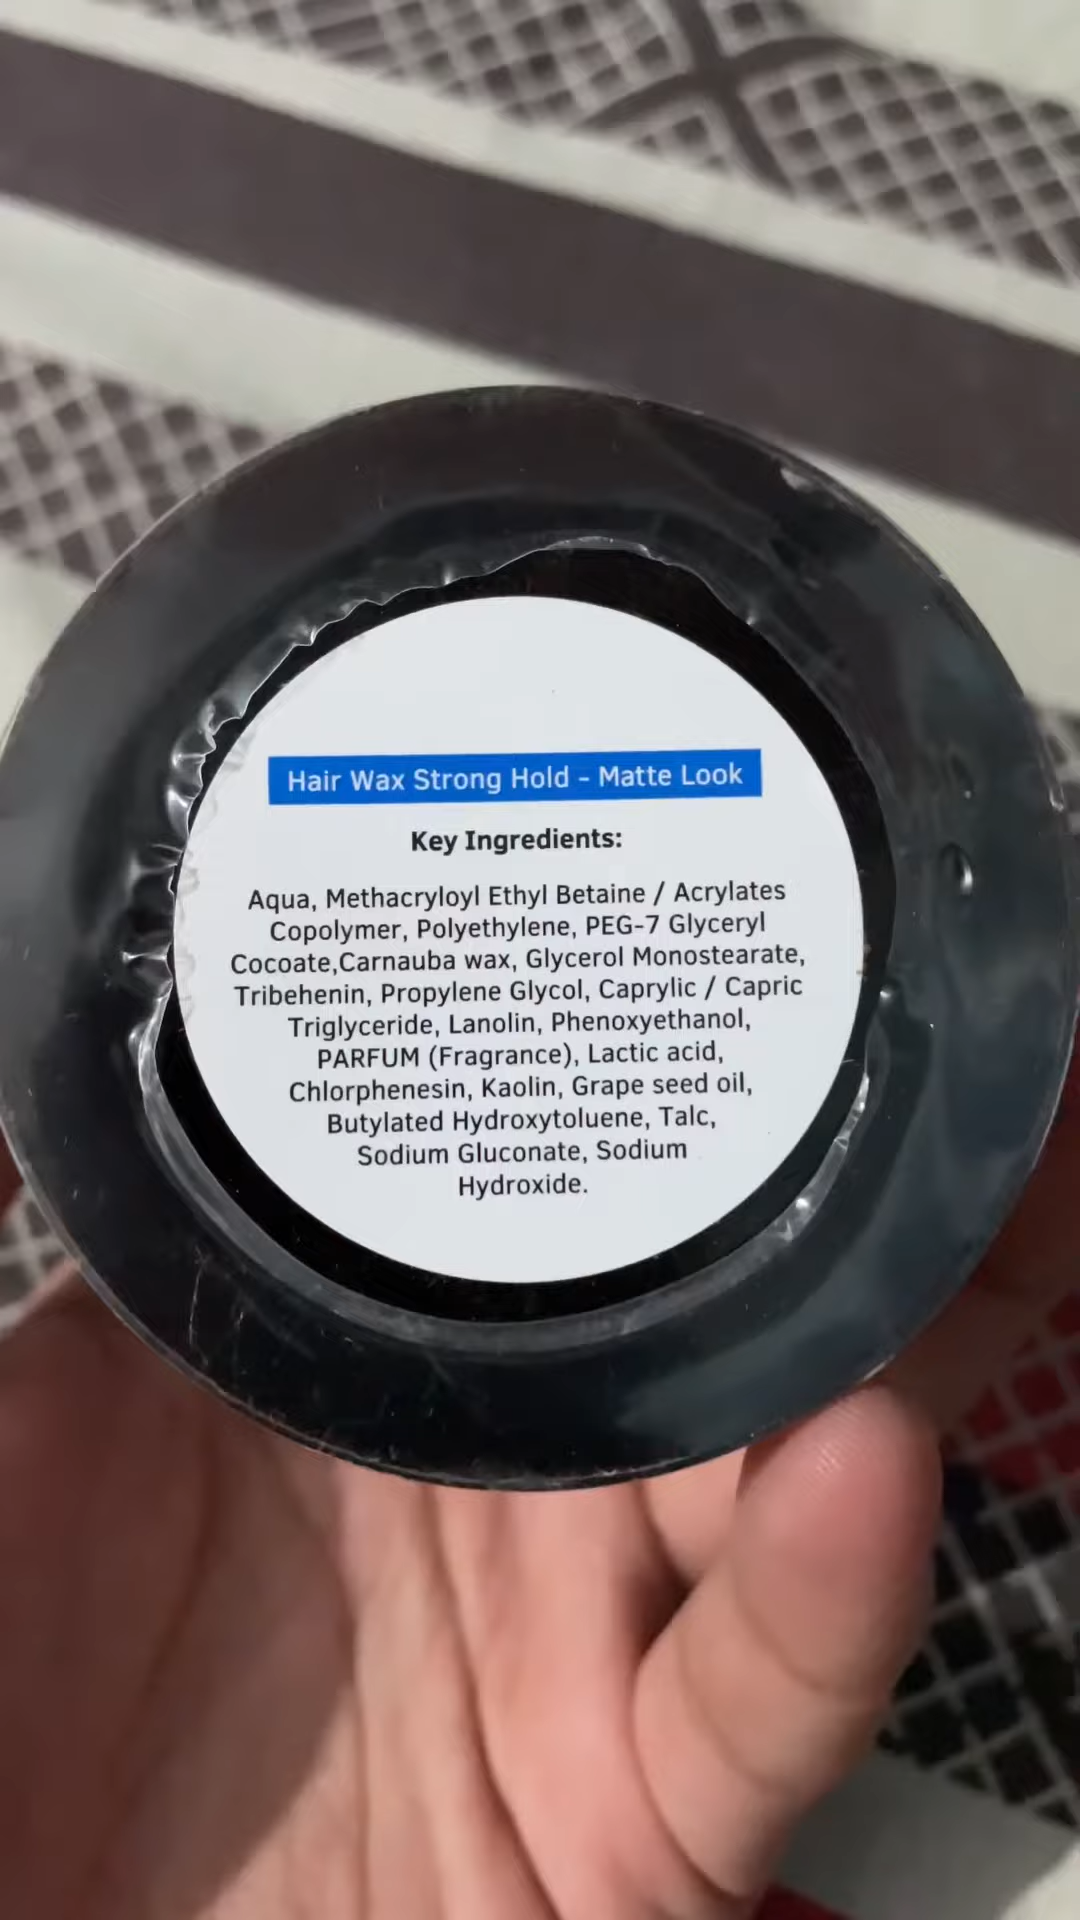 Hair Wax Strong Hold - Matte Look
Key Ingredients:
Aqua, Methacryloyl Ethyl Betaine / Acrylates
Copolymer, Polyethylene, PEG-7 Glyceryl
Cocoate,Carnauba wax, Glycerol Monostearate,
Tribehenin, Propylene Glycol, Caprylic / Capric
Triglyceride, Lanolin, Phenoxyethanol,
PARFUM (Fragrance), Lactic acid,
Chlorphenesin, Kaolin, Grape seed oil,
Butylated Hydroxytoluene, Talc,
Sodium Gluconate, Sodium
Hydroxide.